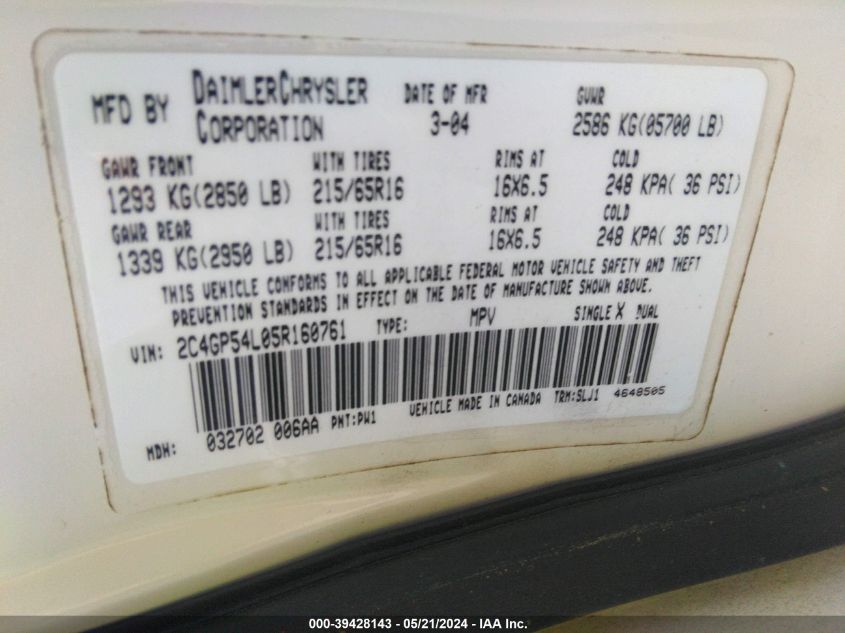 MFD BY DAIMLERCHRYSLER CORPORATION DATE OF MFR 3-04 GVWR 2586 KG(05700 LB)
GAWR FRONT WITH TIRES RIMS AT COLD
1293 KG(2850 LB) 215/65R16 16X6.5 248 KPA( 36 PSI)
GAWR REAR WITH TIRES RIMS AT COLD
1339 KG(2950 LB) 215/65R16 16X6.5 248 KPA( 36 PSI)
THIS VEHICLE CONFORMS TO ALL APPLICABLE FEDERAL MOTOR VEHICLE SAFETY AND THEFT
PREVENTION STANDARDS IN EFFECT ON THE DATE OF MANUFACTURE SHOWN ABOVE.
VIN: 2C4GP54L05R160761 TYPE: MPV SINGLE X DUAL
MDH: 032702 006AA PNT:PW1 VEHICLE MADE IN CANADA TRM:SLJ1 4648505
000-39428143 - 05/21/2024 - IAA Inc.